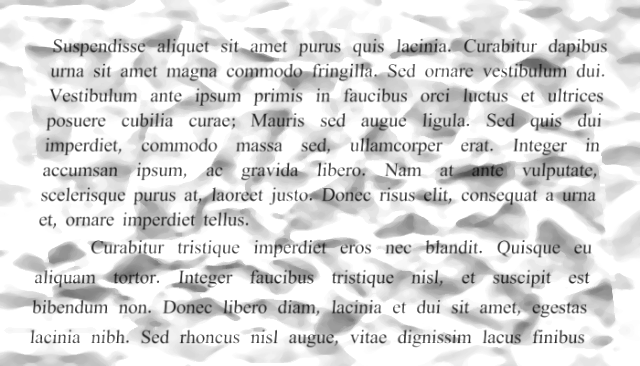 Suspendisse aliquet sit amet purus quis lacinia. Curabitur dapibus
urna sit amet magna commodo fringilla. Sed ornare vestibulum dui.
Vestibulum ante ipsum primis in faucibus orci luctus et ultrices
posuere cubilia curae; Mauris sed augue ligula. Sed quis dui
imperdiet, commodo massa sed, ullamcorper erat. Integer in
accumsan ipsum, ac gravida libero. Nam at ante vulputate,
scelerisque purus at, laoreet justo. Donec risus elit, consequat a urna
et, ornare imperdiet tellus.
Curabitur tristique imperdiet eros nec blandit. Quisque eu
aliquam tortor. Integer faucibus tristique nisl, et suscipit est
bibendum non. Donec libero diam, lacinia et dui sit amet, egestas
lacinia nibh. Sed rhoncus nisl augue, vitae dignissim lacus finibus